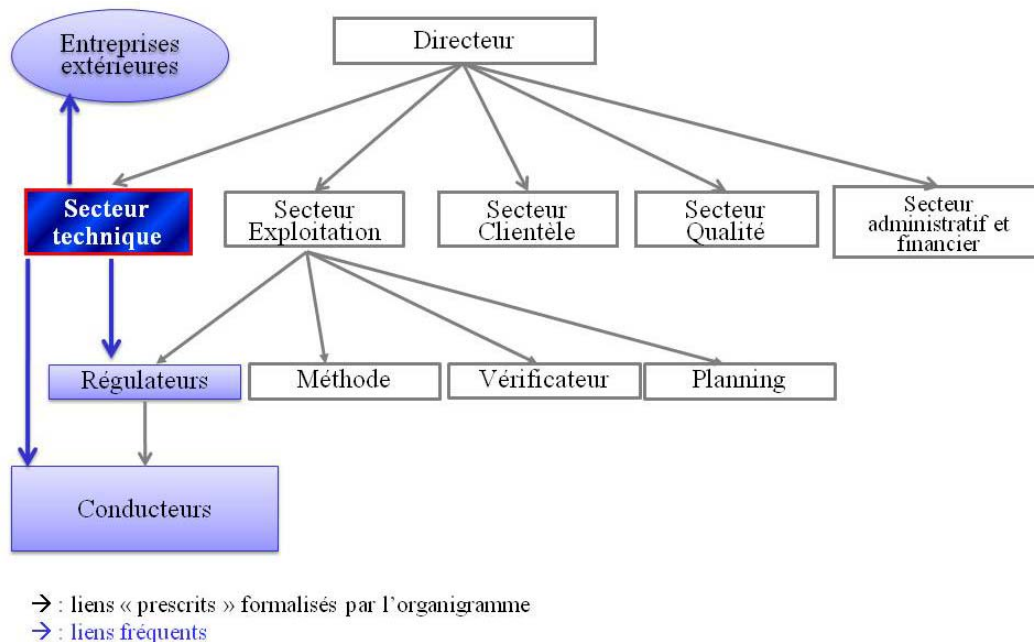 Entreprises
extérieures
Directeur
Secteur
technique
Secteur
Exploitation
Secteur
Clientèle
Secteur
Qualité
Secteur
administratif et
financier
Régulateurs
Méthode
Vérificateur
Planning
Conducteurs
→ : liens « prescrits » formalisés par l’organigramme
→ : liens fréquents